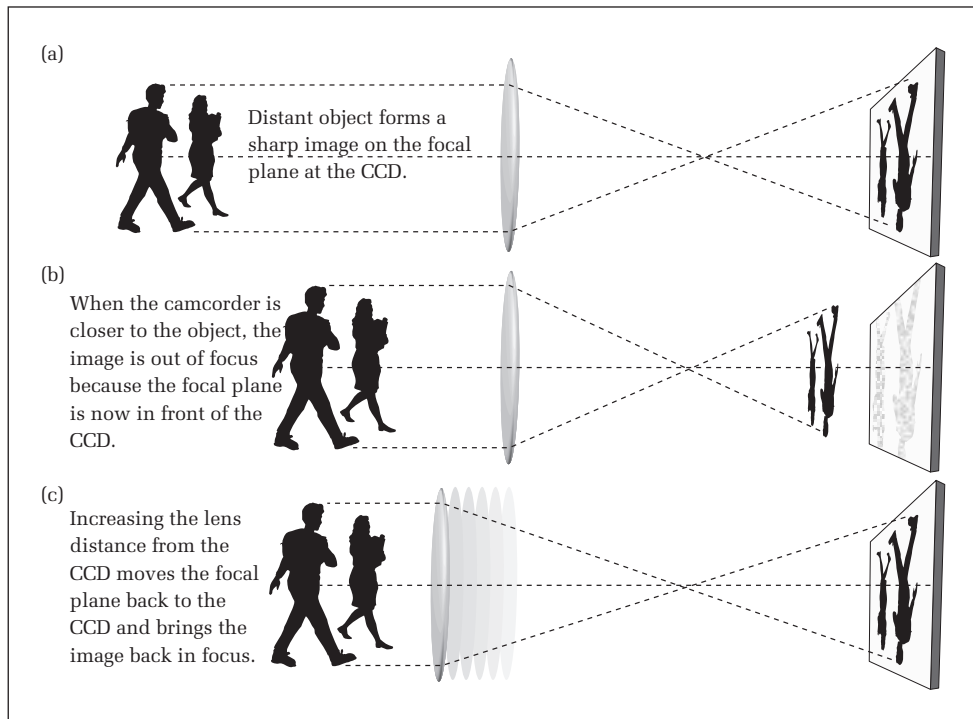 (a)
Distant object forms a
sharp image on the focal
plane at the CCD.
(b)
When the camcorder is
closer to the object, the
image is out of focus
because the focal plane
is now in front of the
CCD.
(c)
Increasing the lens
distance from the
CCD moves the focal
plane back to the
CCD and brings the
image back in focus.